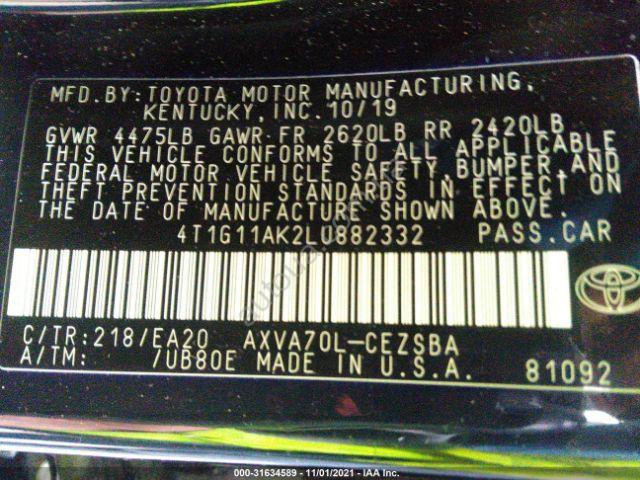 MFD.BY:TOYOTA MOTOR MANUFACTURING,
KENTUCKY,INC.10/19
GVWR 4475LB GAWR FR 2620LB RR 2420LB
THIS VEHICLE CONFORMS TO ALL APPLICABLE
FEDERAL MOTOR VEHICLE SAFETY,BUMPER,AND
THEFT PREVENTION STANDARDS IN EFFECT ON
THE DATE OF MANUFACTURE SHOWN ABOVE.
4T1G11AK2LU882332 PASS.CAR
C/TR:218/EA20 AXVA70L-CEZSBA
A/TM: /UB80E MADE IN U.S.A. 81092
000-31634589 - 11/01/2021 - IAA Inc.